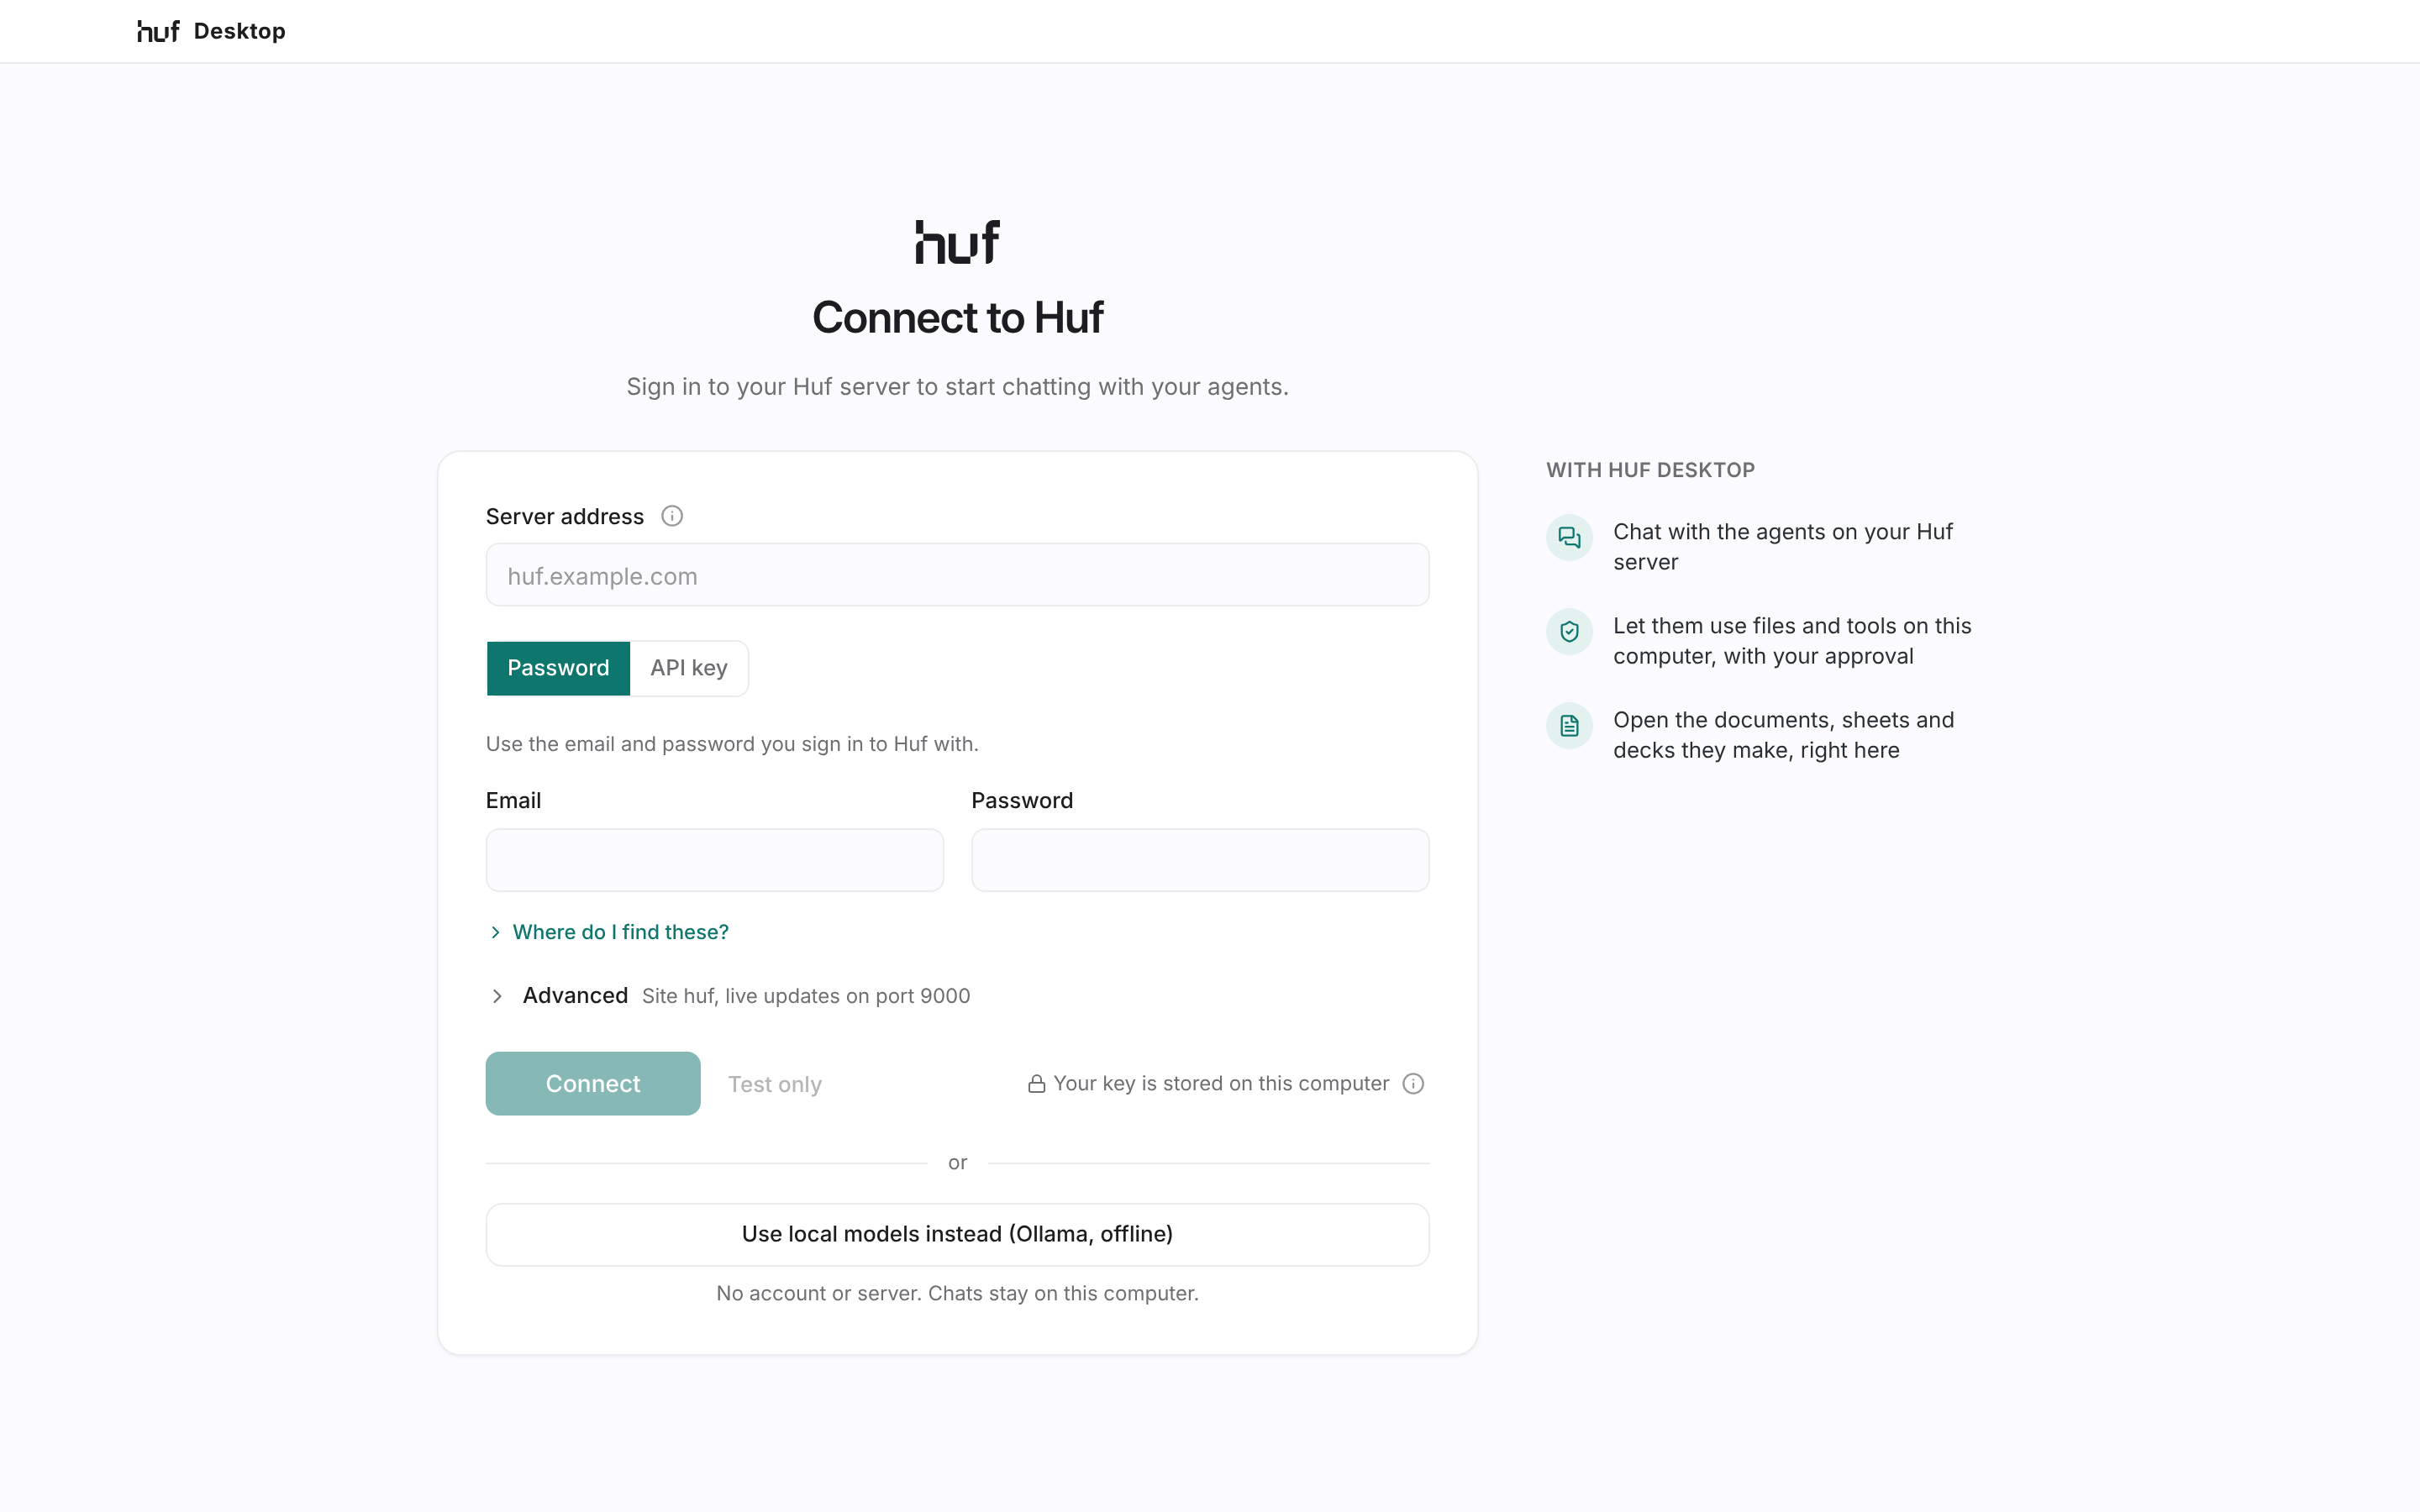 huf Desktop
huf
Connect to Huf
Sign in to your Huf server to start chatting with your agents.
Server address
huf.example.com
Password API key
Use the email and password you sign in to Huf with.
Email Password
Where do I find these?
Advanced Site huf, live updates on port 9000
Connect Test only Your key is stored on this computer
or
Use local models instead (Ollama, offline)
No account or server. Chats stay on this computer.
WITH HUF DESKTOP
Chat with the agents on your Huf
server
Let them use files and tools on this
computer, with your approval
Open the documents, sheets and
decks they make, right here